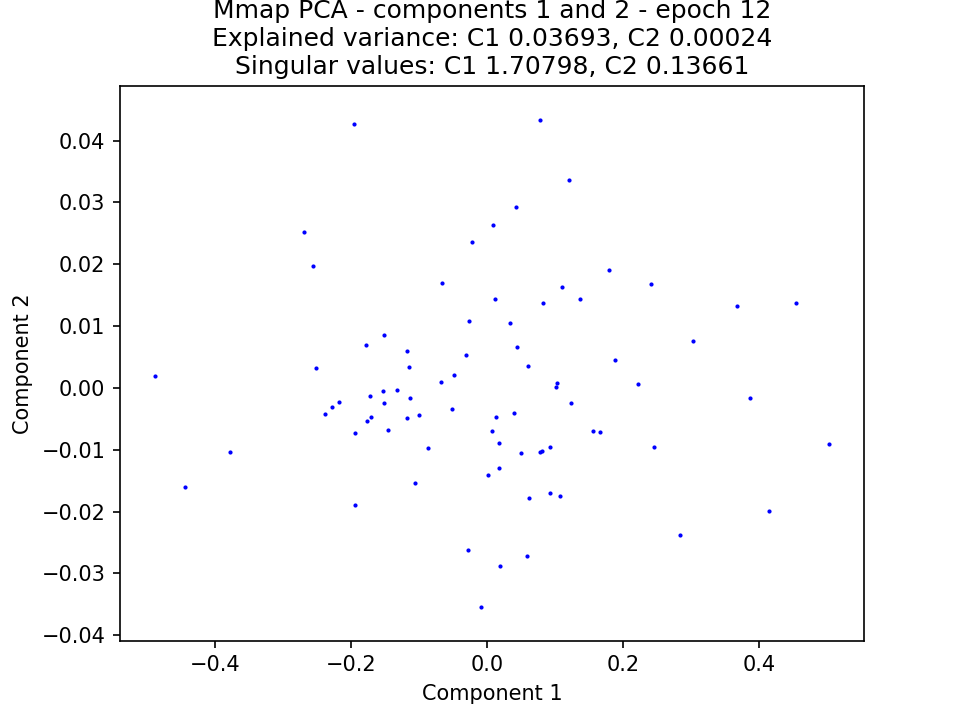 Mmap PCA - components 1 and 2 - epoch 12
Explained variance: C1 0.03693, C2 0.00024
Singular values: C1 1.70798, C2 0.13661
0.04
0.03
0.02
0.01
0.00
−0.01
−0.02
−0.03
−0.04
Component 2
−0.4
−0.2
0.0
0.2
0.4
Component 1